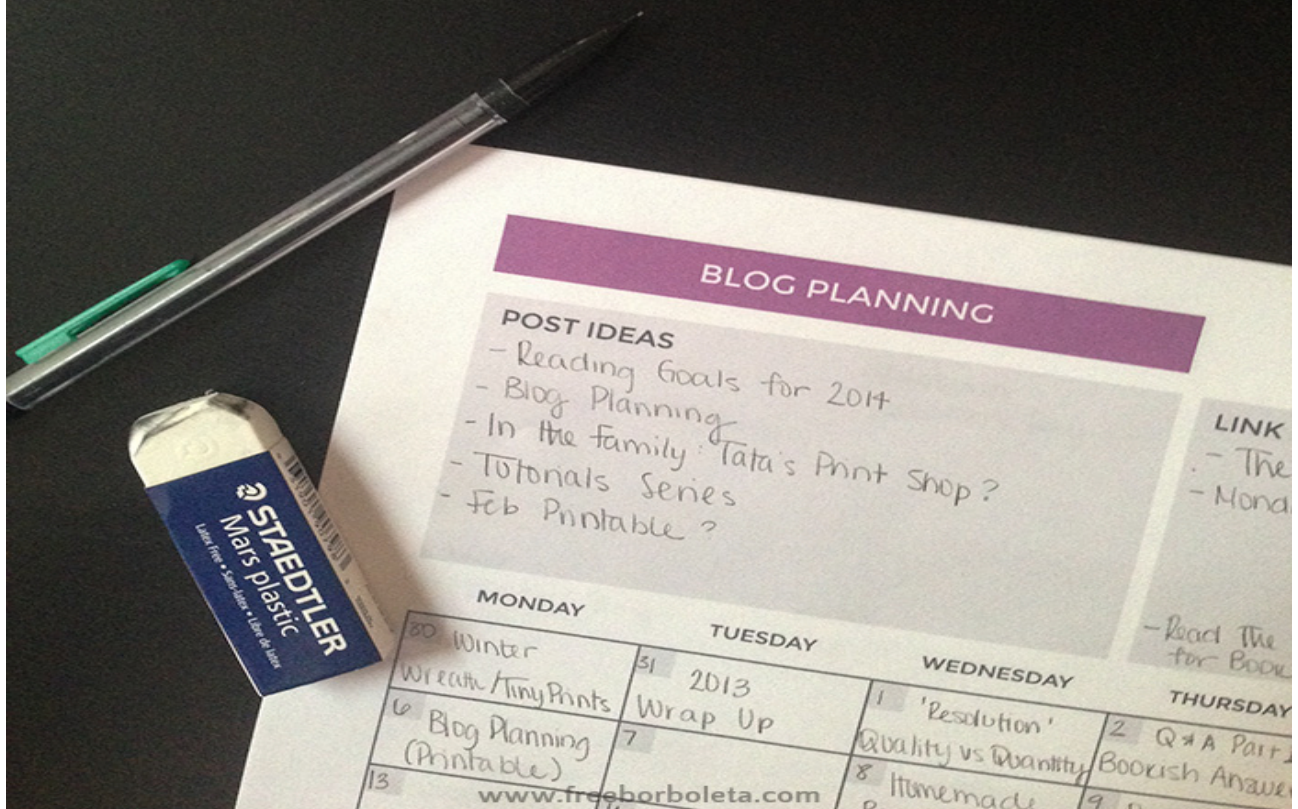 BLOG PLANNING
POST IDEAS
- Reading Goals for 2014
- Blog Planning
- In the family: Tata's Print Shop?
- Tutorials Series
- Feb Printable?
LINK
- The
- Mond
- Read The
for Book
MONDAY TUESDAY WEDNESDAY THURSDAY
30 Winter
Wreath/TinyPrints
31 2013
Wrap Up
1 'Resolution'
Quality vs Quantity
2 Q&A Part
Bookish Answe
6 Blog Planning
(Printable)
7
8 Homemade
9
13
STAEDTLER
Mars plastic
Latex Free • Sans-latex • Libre de latex
www.freeborboleta.com